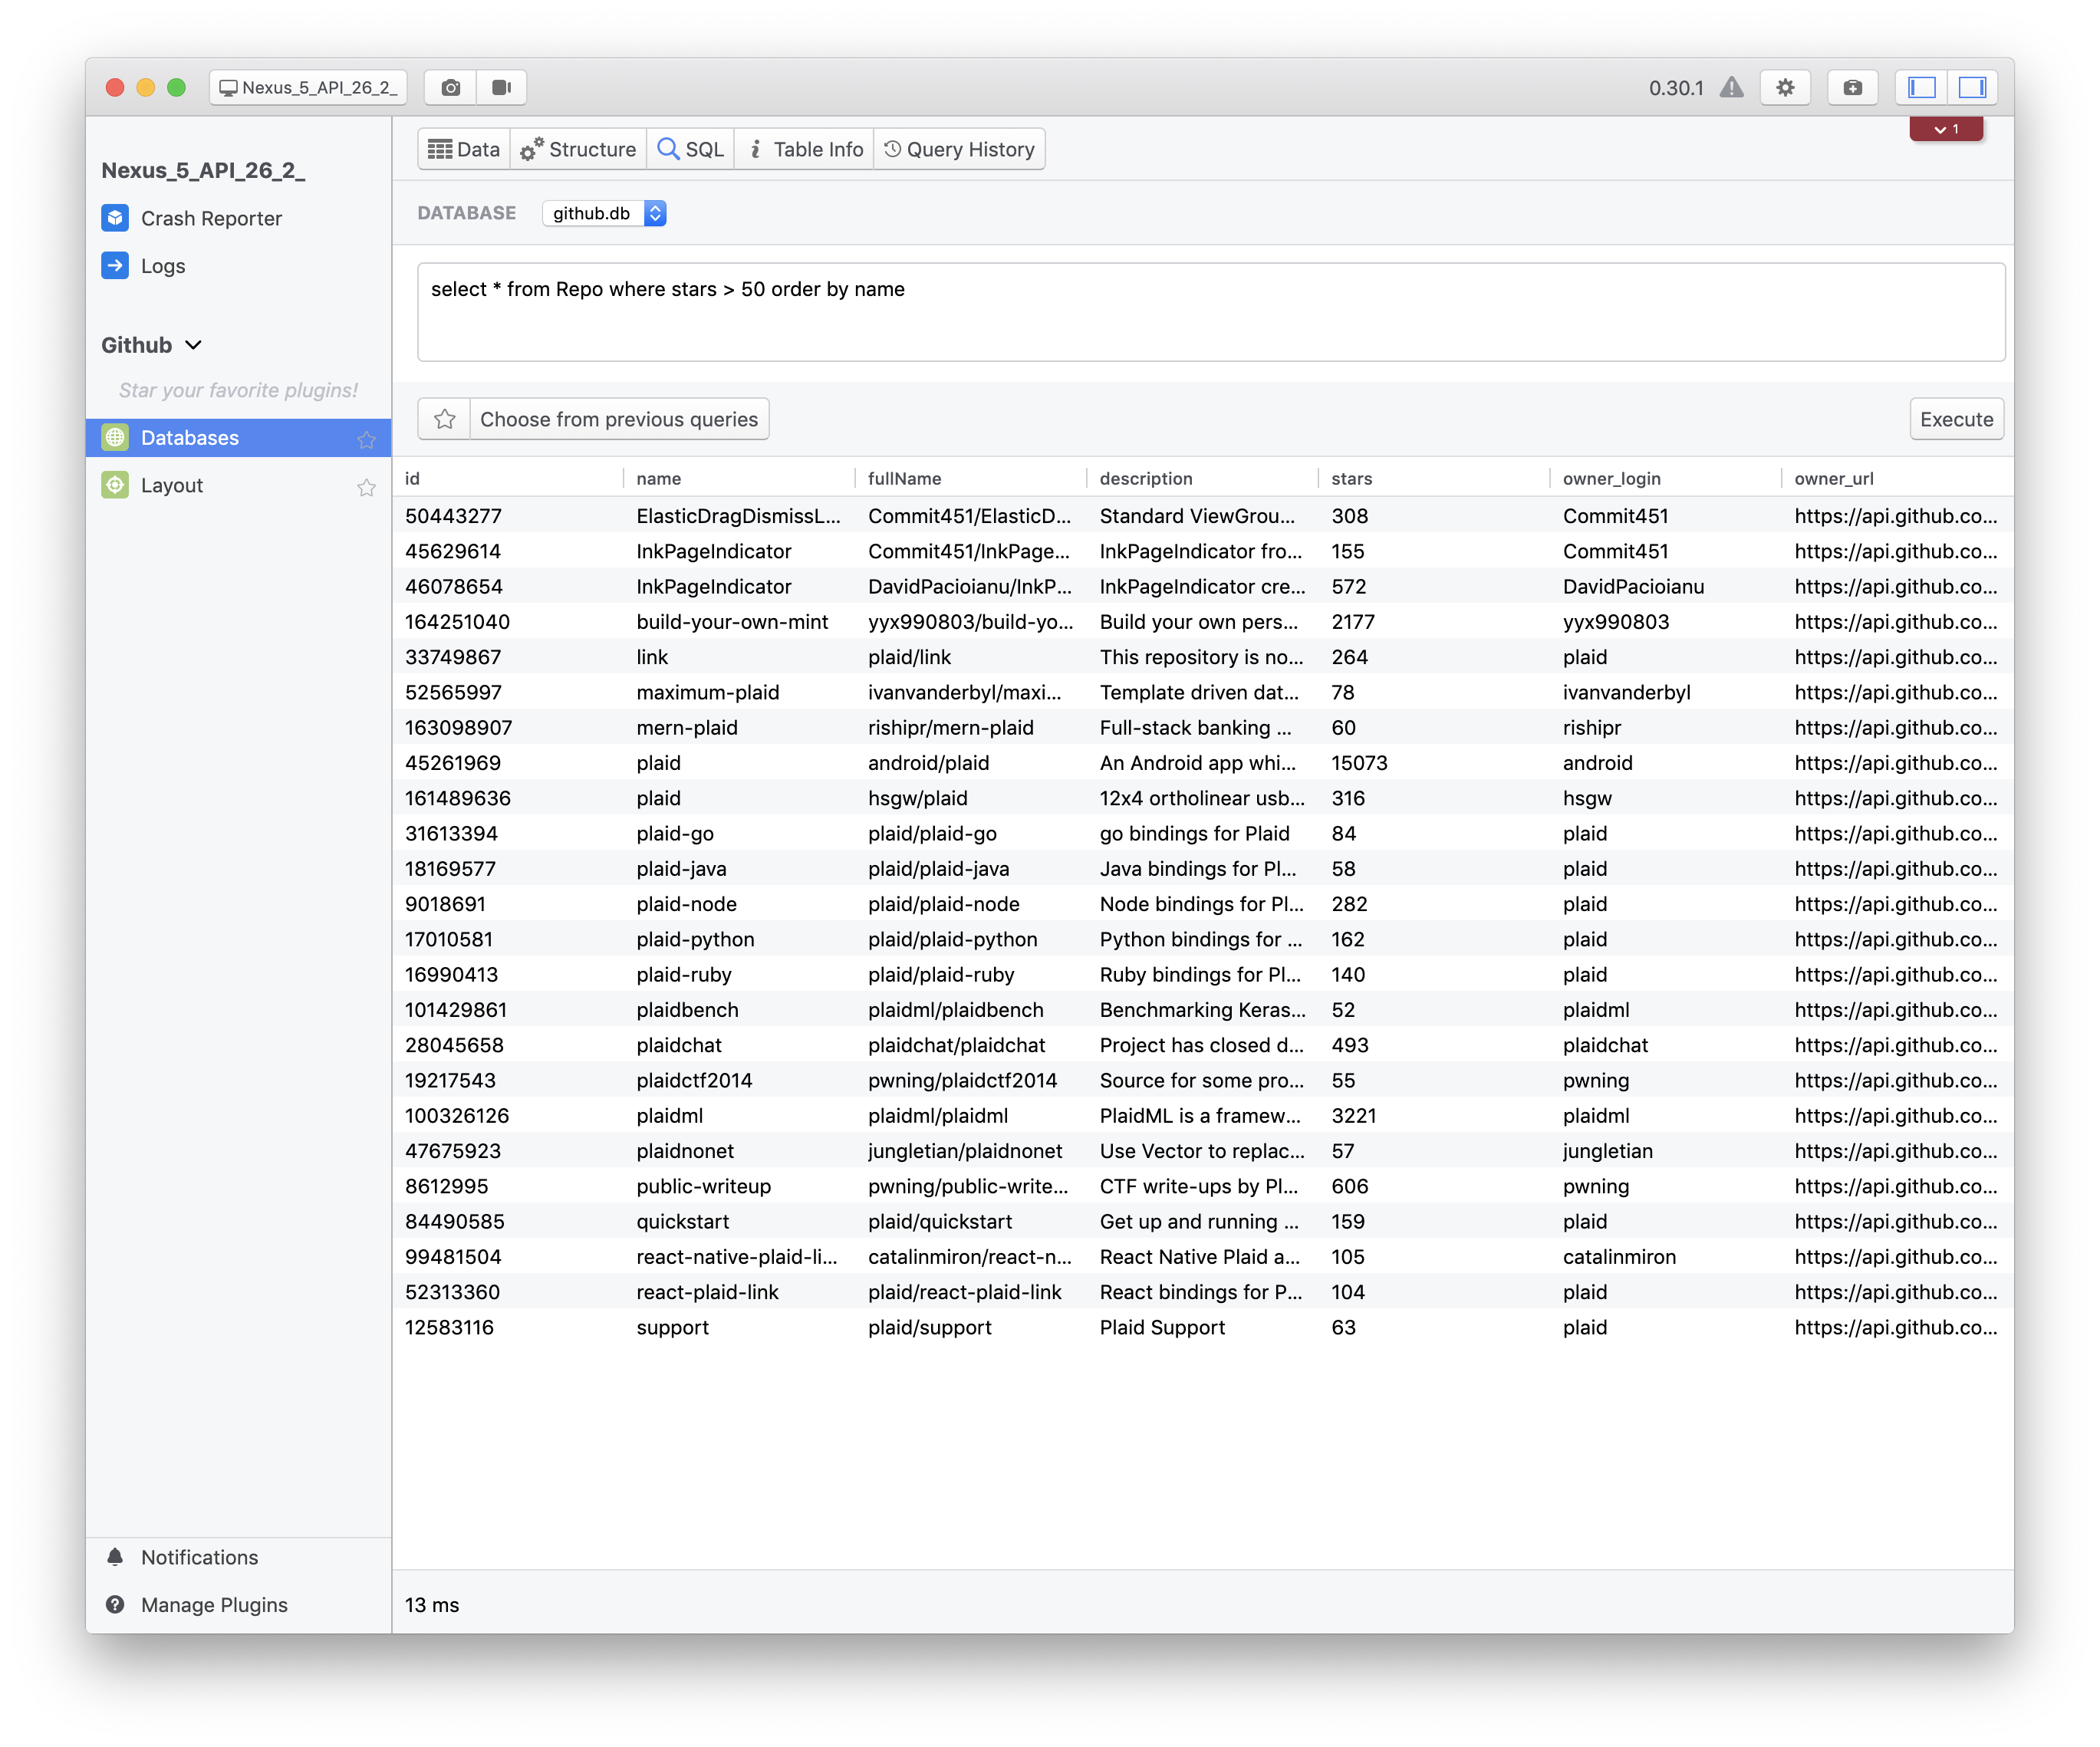 Nexus_5_API_26_2_
0.30.1
1
Nexus_5_API_26_2_
Crash Reporter
Logs
Github
Star your favorite plugins!
Databases
Layout
Notifications
Manage Plugins
Data Structure SQL Table Info Query History
DATABASE github.db
select * from Repo where stars > 50 order by name
Choose from previous queries Execute
id name fullName description stars owner_login owner_url
50443277 ElasticDragDismissL... Commit451/ElasticD... Standard ViewGrou... 308 Commit451 https://api.github.co...
45629614 InkPageIndicator Commit451/InkPage... InkPageIndicator fro... 155 Commit451 https://api.github.co...
46078654 InkPageIndicator DavidPacioianu/InkP... InkPageIndicator cre... 572 DavidPacioianu https://api.github.co...
164251040 build-your-own-mint yyx990803/build-yo... Build your own pers... 2177 yyx990803 https://api.github.co...
33749867 link plaid/link This repository is no... 264 plaid https://api.github.co...
52565997 maximum-plaid ivanvanderbyl/maxi... Template driven dat... 78 ivanvanderbyl https://api.github.co...
163098907 mern-plaid rishipr/mern-plaid Full-stack banking ... 60 rishipr https://api.github.co...
45261969 plaid android/plaid An Android app whi... 15073 android https://api.github.co...
161489636 plaid hsgw/plaid 12x4 ortholinear usb... 316 hsgw https://api.github.co...
31613394 plaid-go plaid/plaid-go go bindings for Plaid 84 plaid https://api.github.co...
18169577 plaid-java plaid/plaid-java Java bindings for Pl... 58 plaid https://api.github.co...
9018691 plaid-node plaid/plaid-node Node bindings for Pl... 282 plaid https://api.github.co...
17010581 plaid-python plaid/plaid-python Python bindings for ... 162 plaid https://api.github.co...
16990413 plaid-ruby plaid/plaid-ruby Ruby bindings for Pl... 140 plaid https://api.github.co...
101429861 plaidbench plaidml/plaidbench Benchmarking Keras... 52 plaidml https://api.github.co...
28045658 plaidchat plaidchat/plaidchat Project has closed d... 493 plaidchat https://api.github.co...
19217543 plaidctf2014 pwning/plaidctf2014 Source for some pro... 55 pwning https://api.github.co...
100326126 plaidml plaidml/plaidml PlaidML is a framew... 3221 plaidml https://api.github.co...
47675923 plaidnonet jungletian/plaidnonet Use Vector to replac... 57 jungletian https://api.github.co...
8612995 public-writeup pwning/public-write... CTF write-ups by Pl... 606 pwning https://api.github.co...
84490585 quickstart plaid/quickstart Get up and running ... 159 plaid https://api.github.co...
99481504 react-native-plaid-li... catalinmiron/react-n... React Native Plaid a... 105 catalinmiron https://api.github.co...
52313360 react-plaid-link plaid/react-plaid-link React bindings for P... 104 plaid https://api.github.co...
12583116 support plaid/support Plaid Support 63 plaid https://api.github.co...
13 ms